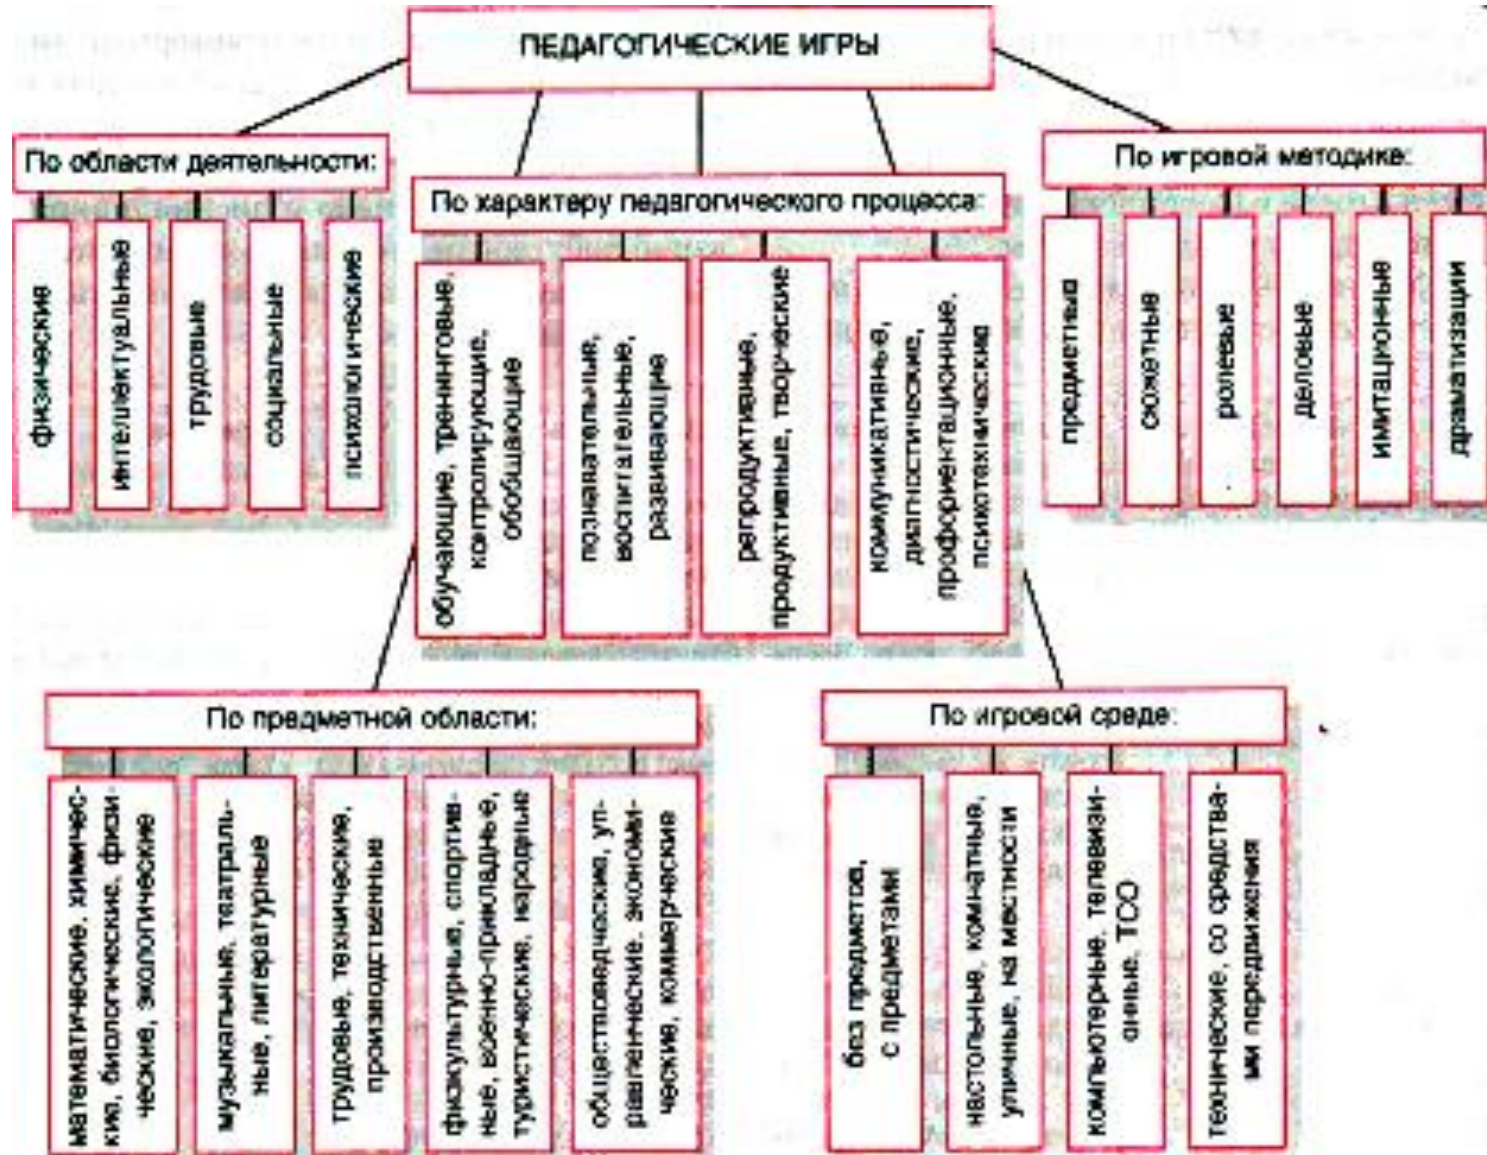 ПЕДАГОГИЧЕСКИЕ ИГРЫ
По области деятельности:
физические
интеллектуальные
трудовые
социальные
психологические
По характеру педагогического процесса:
обучающие, тренинговые,
контролирующие,
обобщающие
познавательные,
воспитательные,
развивающие
репродуктивные,
продуктивные, творческие
коммуникативные,
диагностические,
профориентационные,
психотехнические
По игровой методике:
предметные
сюжетные
ролевые
деловые
имитационные
драматизации
По предметной области:
математические, химичес-
кие, биологические, физи-
ческие, экологические
музыкальные, театраль-
ные, литературные
трудовые, технические,
производственные
физкультурные, спортив-
ные, военно-прикладные,
туристические, народные
обществоведческие, уп-
равленческие, экономи-
ческие, коммерческие
По игровой среде:
без предметов,
с предметами
настольные, комнатные,
уличные, на местности
компьютерные, телевизи-
онные, ТСО
технические, со средства-
ми передвижения